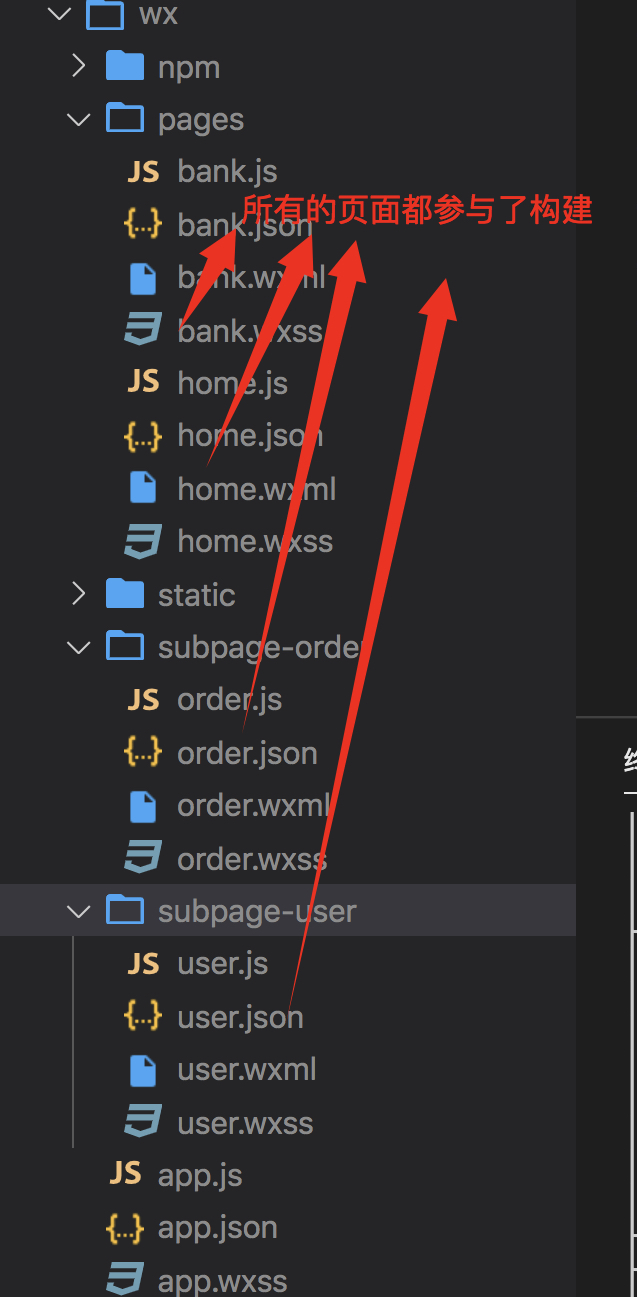 wx
npm
pages
JS bank.js
所有的页面都参与了构建
{...} bank.json
bank.wxml
bank.wxss
JS home.js
{...} home.json
home.wxml
home.wxss
static
subpage-order
JS order.js
{...} order.json
order.wxml
order.wxss
subpage-user
JS user.js
{...} user.json
user.wxml
user.wxss
JS app.js
{...} app.json
app.wxss